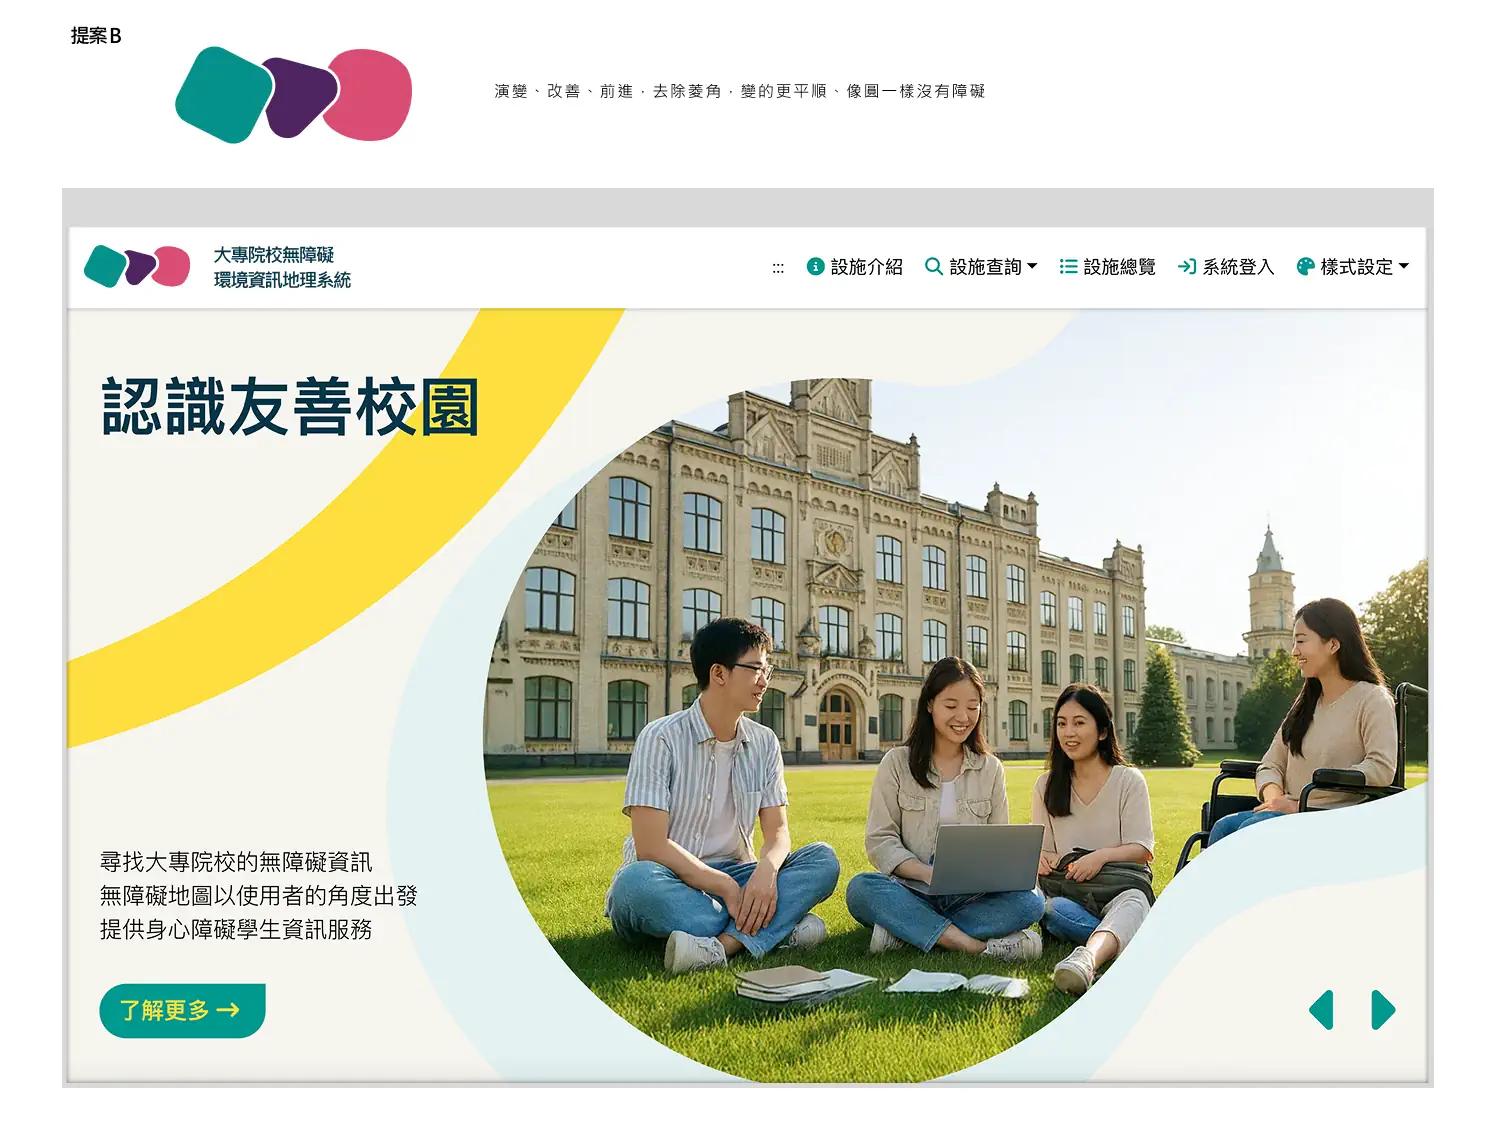 提案B
演變、改善、前進，去除菱角，變的更平順、像圓一樣沒有障礙
大專院校無障礙
環境資訊地理系統
:::
設施介紹
設施查詢
設施總覽
系統登入
樣式設定
認識友善校園
尋找大專院校的無障礙資訊
無障礙地圖以使用者的角度出發
提供身心障礙學生資訊服務
了解更多→